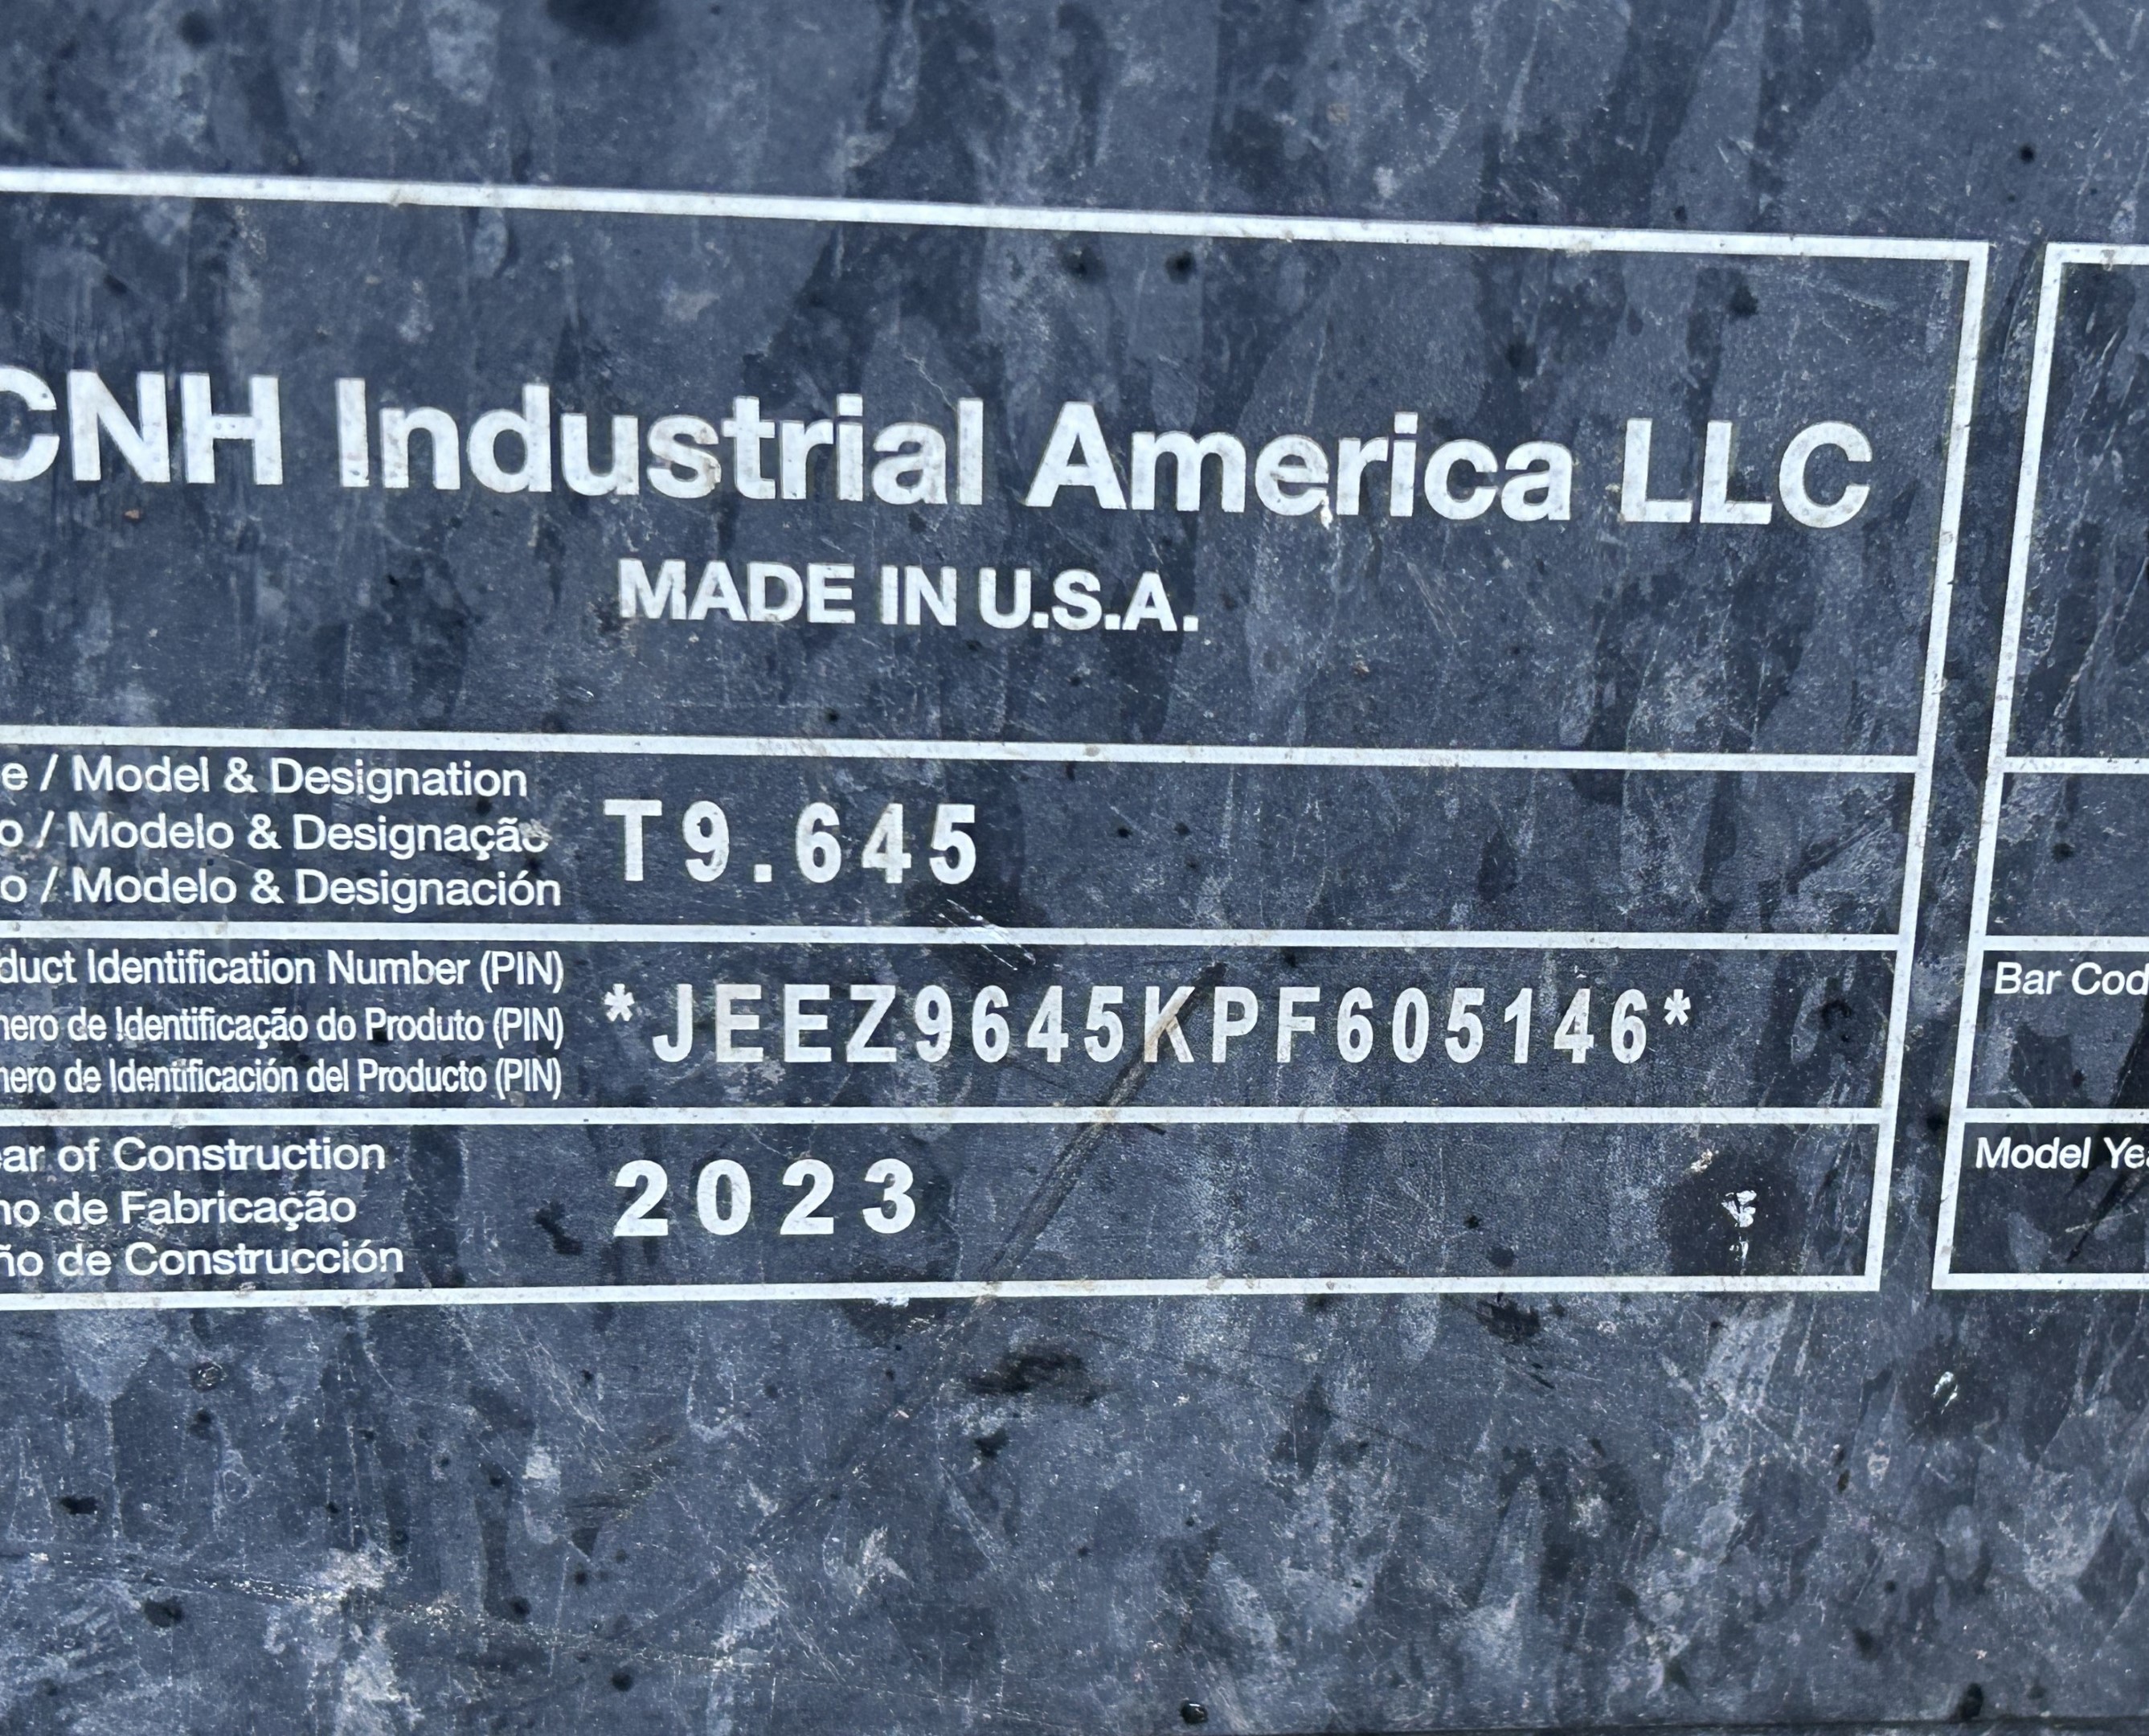 CNH Industrial America LLC
MADE IN U.S.A.
e / Model & Designation
o / Modelo & Designação
o / Modelo & Designación
T9.645
duct Identification Number (PIN)
nero de Identificação do Produto (PIN)
nero de Identificación del Producto (PIN)
*JEEZ9645KPF605146*
Bar Cod
ar of Construction
no de Fabricação
ño de Construcción
2023
Model Yea